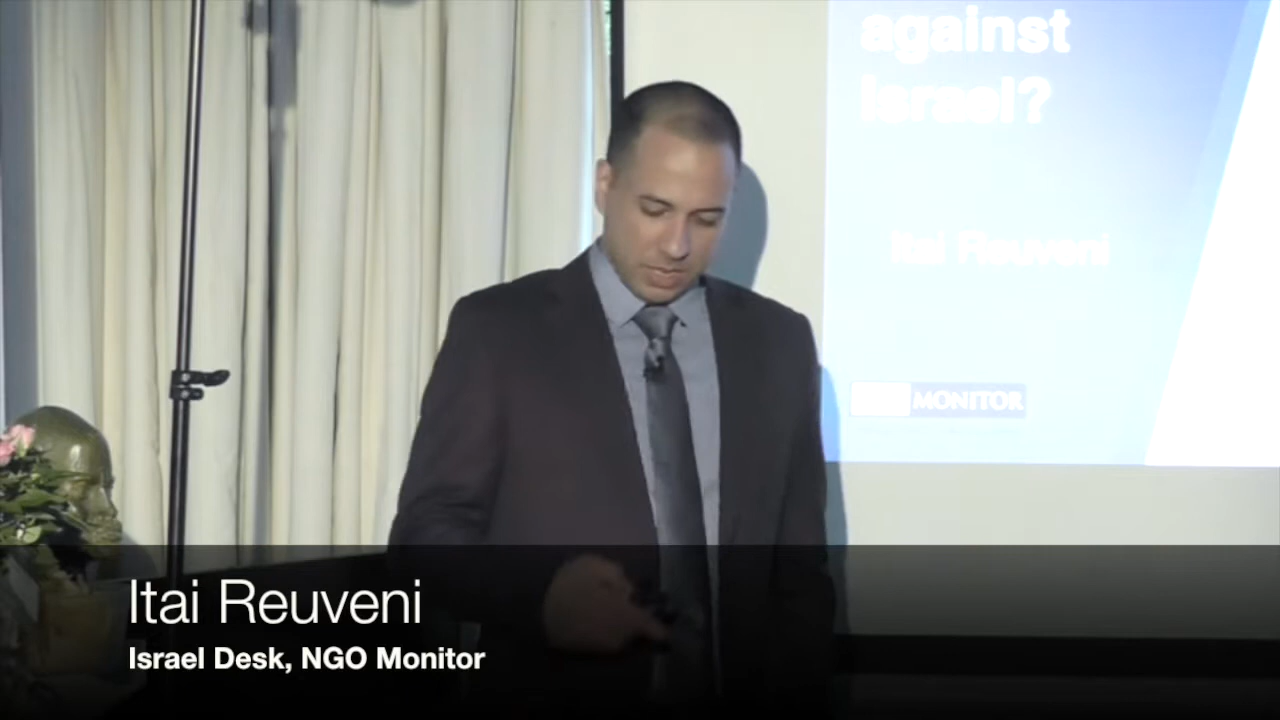 against
Israel?
Itai Reuveni
MONITOR
Itai Reuveni
Israel Desk, NGO Monitor